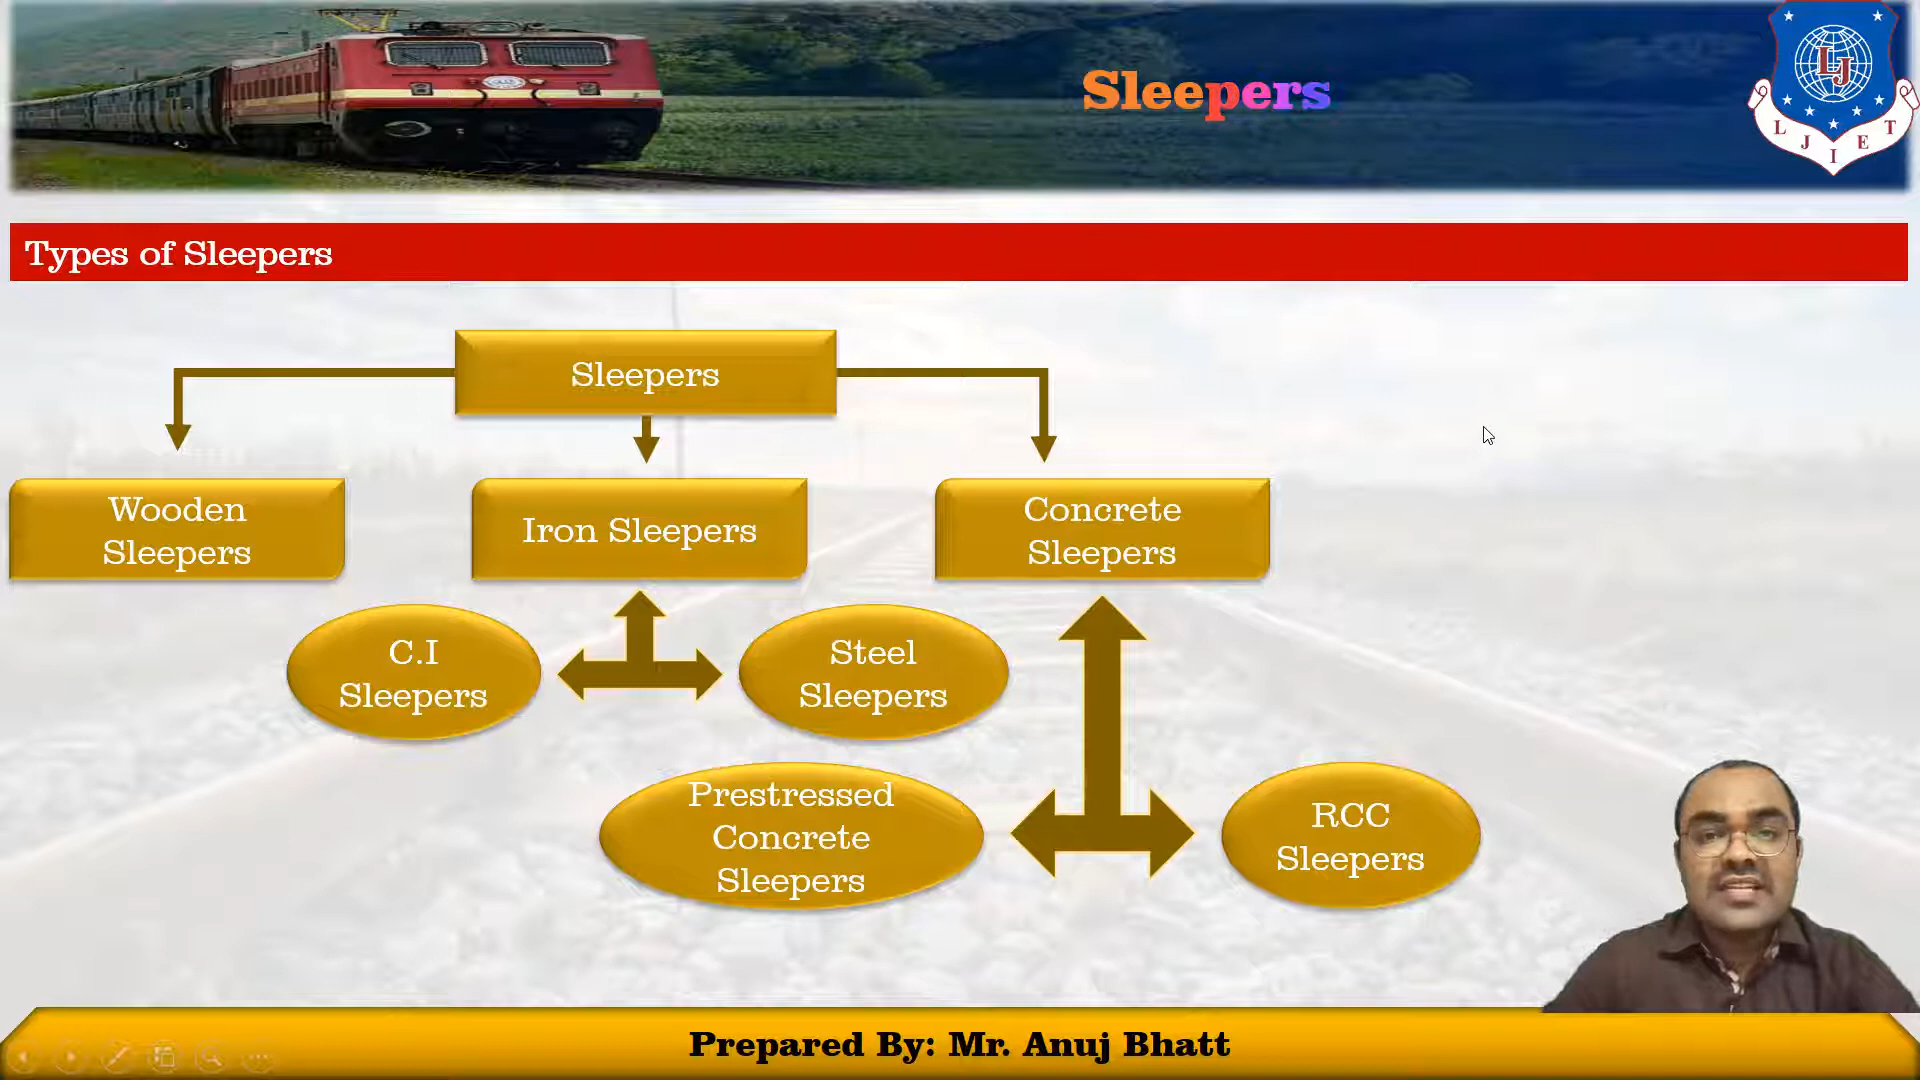 Sleepers
LJ
L J I E T
Types of Sleepers
Sleepers
Wooden
Sleepers
Iron Sleepers
Concrete
Sleepers
C.I
Sleepers
Steel
Sleepers
Prestressed
Concrete
Sleepers
RCC
Sleepers
Prepared By: Mr. Anuj Bhatt